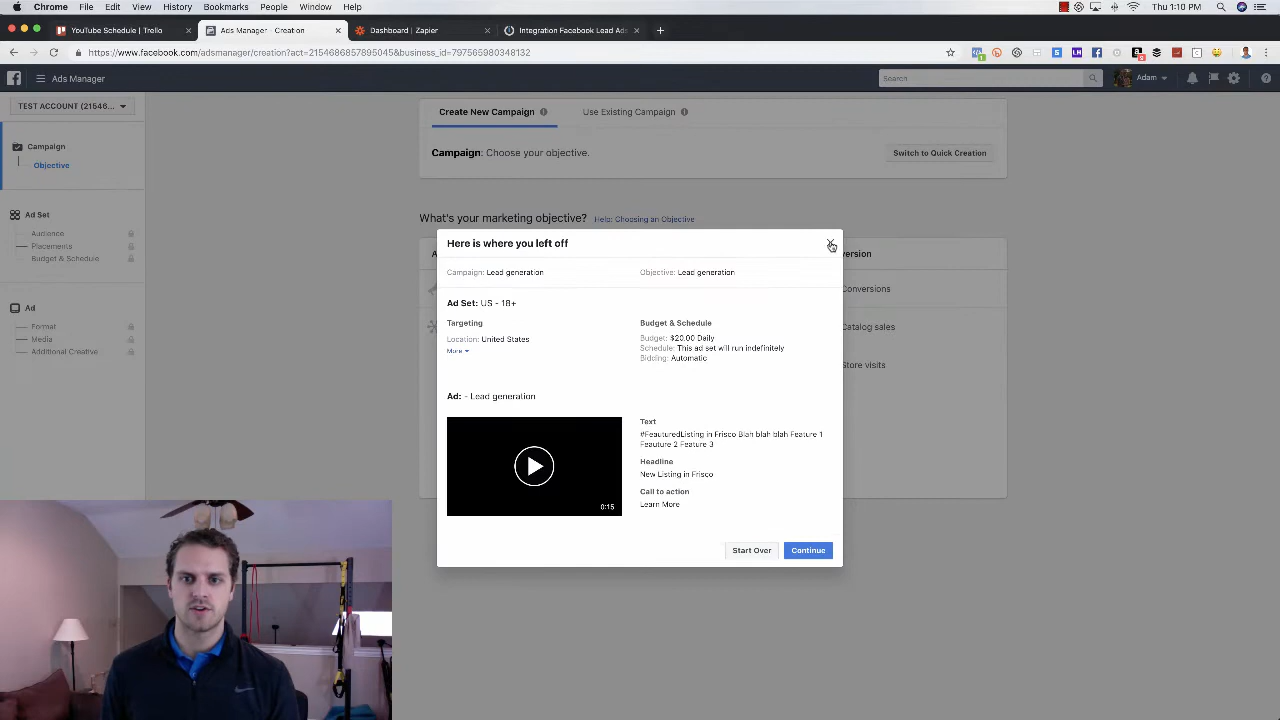 Chrome File Edit View History Bookmarks People Window Help
Thu 1:10 PM
YouTube Schedule | Trello
Ads Manager - Creation
Dashboard | Zapier
Integration Facebook Lead Ads
https://www.facebook.com/adsmanager/creation?act=2154686857895045&business_id=797565980348132
Ads Manager
Search
Adam
TEST ACCOUNT (21546...
Create New Campaign
Use Existing Campaign
Campaign
Objective
Campaign: Choose your objective.
Switch to Quick Creation
Ad Set
Audience
Placements
Budget & Schedule
What's your marketing objective? Help: Choosing an Objective
Ad
Format
Media
Additional Creative
Here is where you left off
Campaign: Lead generation
Objective: Lead generation
Ad Set: US - 18+
Targeting
Location: United States
More
Budget & Schedule
Budget: $20.00 Daily
Schedule: This ad set will run indefinitely
Bidding: Automatic
Ad: - Lead generation
0:15
Text
#FeauturedListing in Frisco Blah blah blah Feature 1
Feauture 2 Feature 3
Headline
New Listing in Frisco
Call to action
Learn More
Start Over
Continue
Conversions
Catalog sales
Store visits